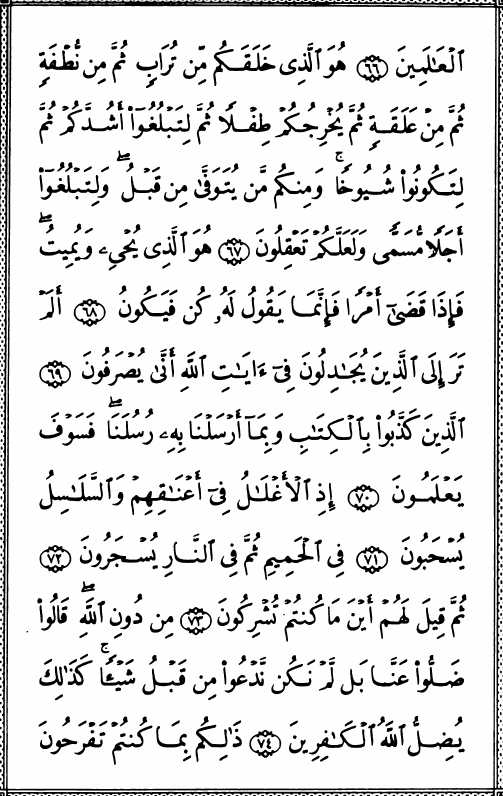 ٱلۡعَٰلَمِينَ ۝٦٦ هُوَ ٱلَّذِي خَلَقَكُم مِّن تُرَابٖ ثُمَّ مِن نُّطۡفَةٖ
ثُمَّ مِنۡ عَلَقَةٖ ثُمَّ يُخۡرِجُكُمۡ طِفۡلٗا ثُمَّ لِتَبۡلُغُوٓاْ أَشُدَّكُمۡ ثُمَّ
لِتَكُونُواْ شُيُوخٗاۚ وَمِنكُم مَّن يُتَوَفَّىٰ مِن قَبۡلُۖ وَلِتَبۡلُغُوٓاْ
أَجَلٗا مُّسَمّٗى وَلَعَلَّكُمۡ تَعۡقِلُونَ ۝٦٧ هُوَ ٱلَّذِي يُحۡيِۦ وَيُمِيتُۖ
فَإِذَا قَضَىٰٓ أَمۡرٗا فَإِنَّمَا يَقُولُ لَهُۥ كُن فَيَكُونُ ۝٦٨ أَلَمۡ
تَرَ إِلَى ٱلَّذِينَ يُجَٰدِلُونَ فِيٓ ءَايَٰتِ ٱللَّهِ أَنَّىٰ يُصۡرَفُونَ ۝٦٩
ٱلَّذِينَ كَذَّبُواْ بِٱلۡكِتَٰبِ وَبِمَآ أَرۡسَلۡنَا بِهِۦ رُسُلَنَاۖ فَسَوۡفَ
يَعۡلَمُونَ ۝٧٠ إِذِ ٱلۡأَغۡلَٰلُ فِيٓ أَعۡنَٰقِهِمۡ وَٱلسَّلَٰسِلُ
يُسۡحَبُونَ ۝٧١ فِي ٱلۡحَمِيمِ ثُمَّ فِي ٱلنَّارِ يُسۡجَرُونَ ۝٧٢
ثُمَّ قِيلَ لَهُمۡ أَيۡنَ مَا كُنتُمۡ تُشۡرِكُونَ ۝٧٣ مِن دُونِ ٱللَّهِۖ قَالُواْ
ضَلُّواْ عَنَّا بَل لَّمۡ نَكُن نَّدۡعُواْ مِن قَبۡلُ شَيۡـٔٗاۚ كَذَٰلِكَ
يُضِلُّ ٱللَّهُ ٱلۡكَٰفِرِينَ ۝٧٤ ذَٰلِكُم بِمَا كُنتُمۡ تَفۡرَحُونَ